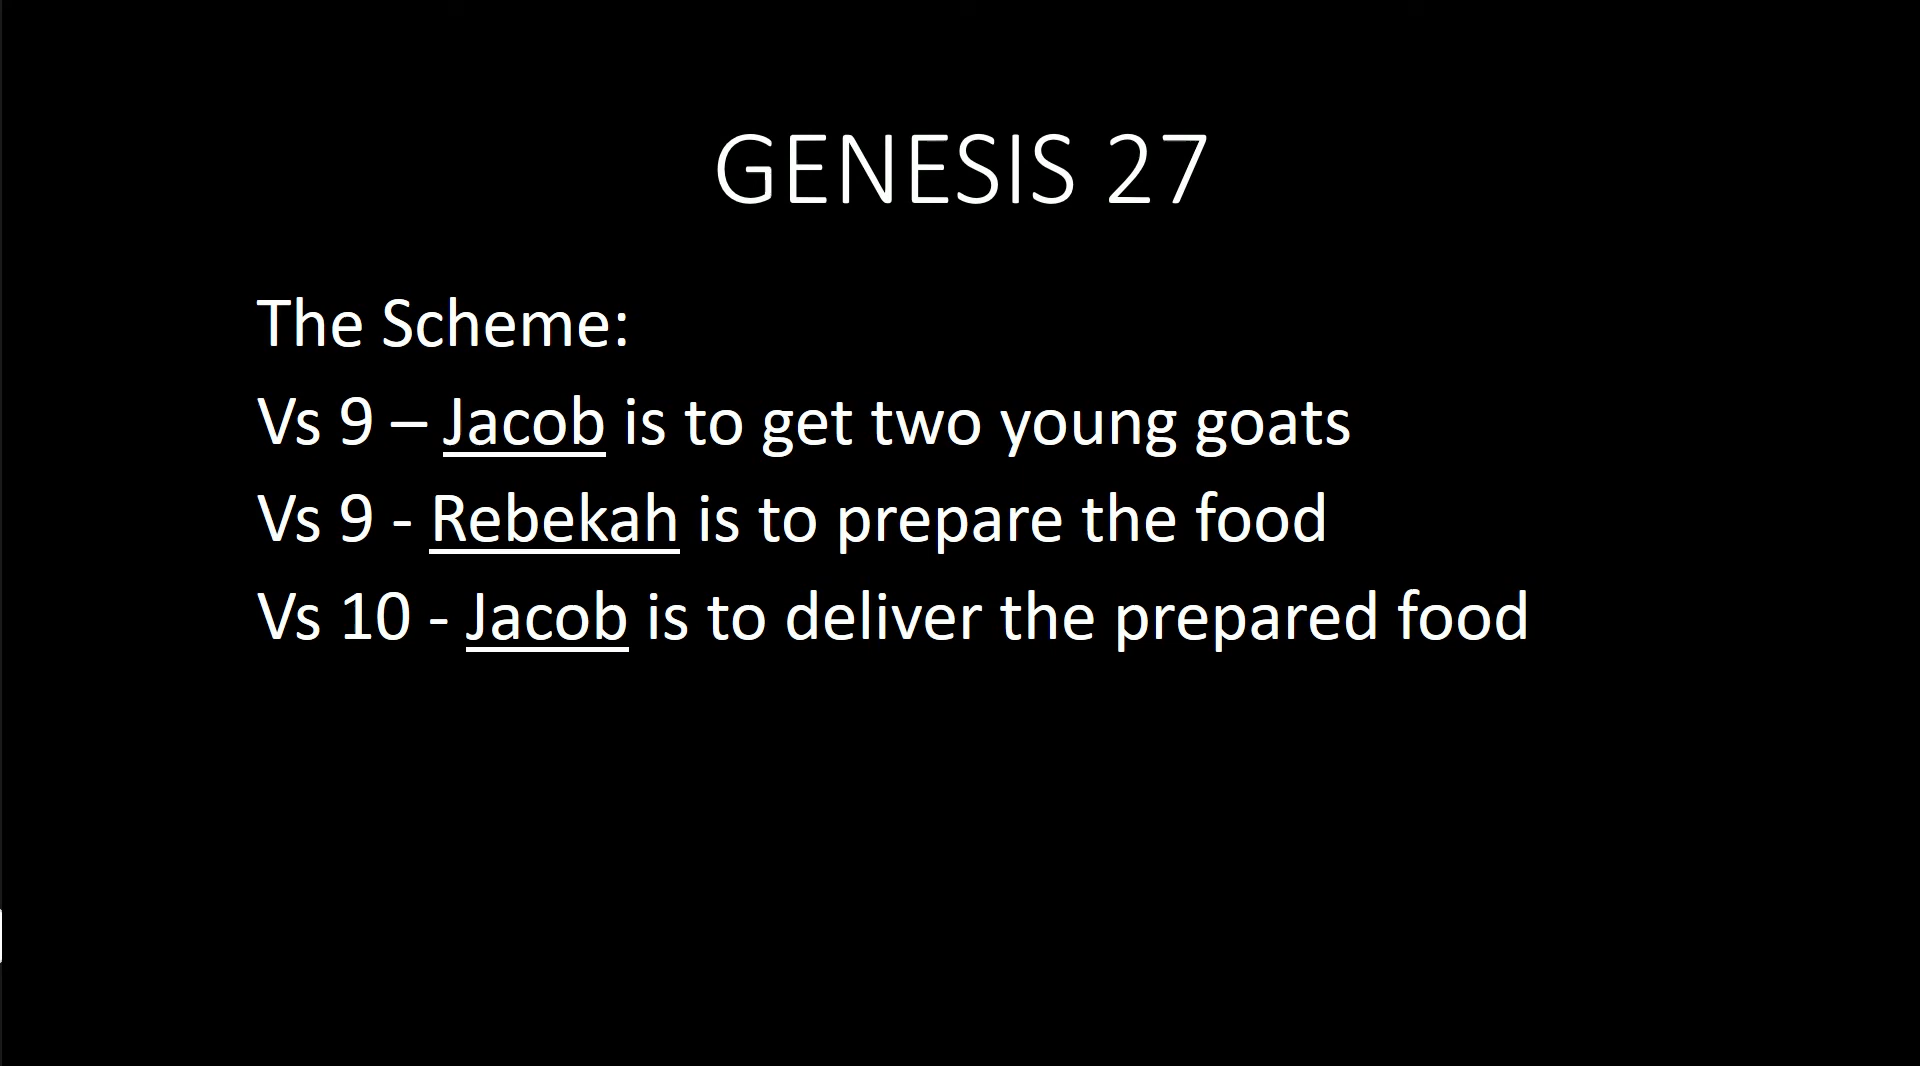 GENESIS 27
The Scheme:
Vs 9 – Jacob is to get two young goats
Vs 9 - Rebekah is to prepare the food
Vs 10 - Jacob is to deliver the prepared food